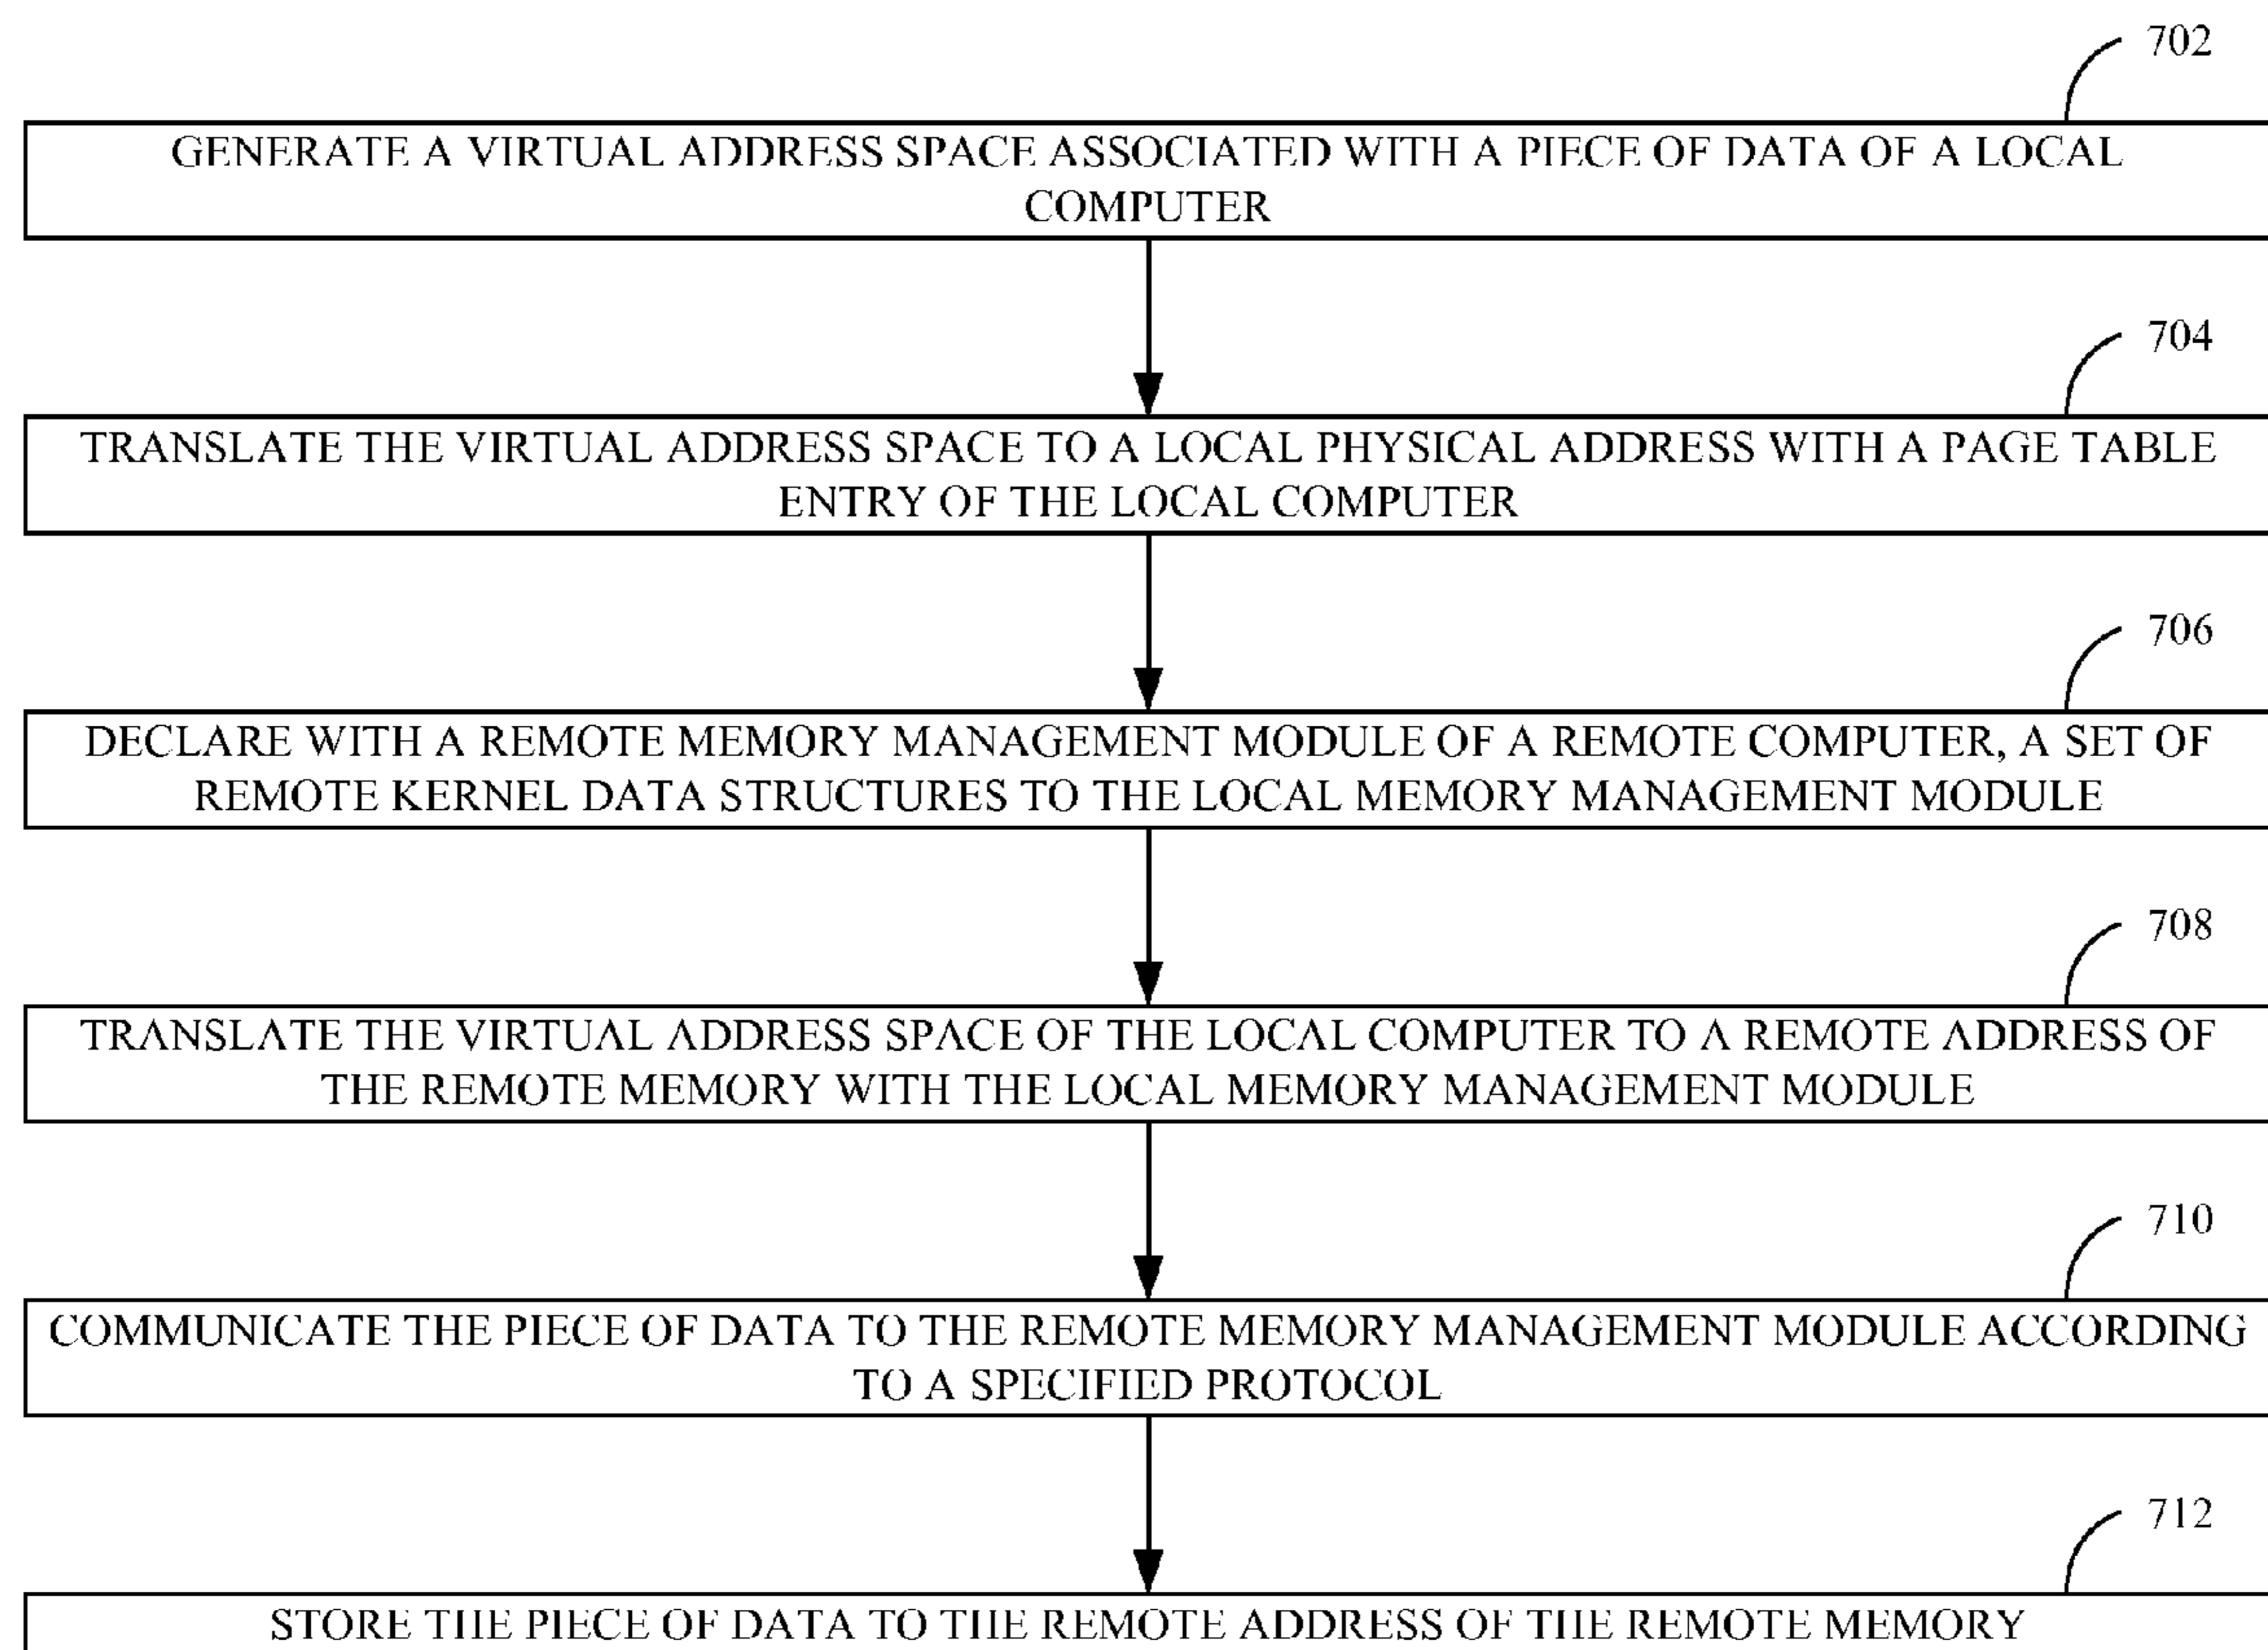 702
GENERATE A VIRTUAL ADDRESS SPACE ASSOCIATED WITH A PIECE OF DATA OF A LOCAL
COMPUTER
704
TRANSLATE THE VIRTUAL ADDRESS SPACE TO A LOCAL PHYSICAL ADDRESS WITH A PAGE TABLE
ENTRY OF THE LOCAL COMPUTER
706
DECLARE WITH A REMOTE MEMORY MANAGEMENT MODULE OF A REMOTE COMPUTER, A SET OF
REMOTE KERNEL DATA STRUCTURES TO THE LOCAL MEMORY MANAGEMENT MODULE
708
TRANSLATE THE VIRTUAL ADDRESS SPACE OF THE LOCAL COMPUTER TO A REMOTE ADDRESS OF
THE REMOTE MEMORY WITH THE LOCAL MEMORY MANAGEMENT MODULE
710
COMMUNICATE THE PIECE OF DATA TO THE REMOTE MEMORY MANAGEMENT MODULE ACCORDING
TO A SPECIFIED PROTOCOL
712
STORE THE PIECE OF DATA TO THE REMOTE ADDRESS OF THE REMOTE MEMORY